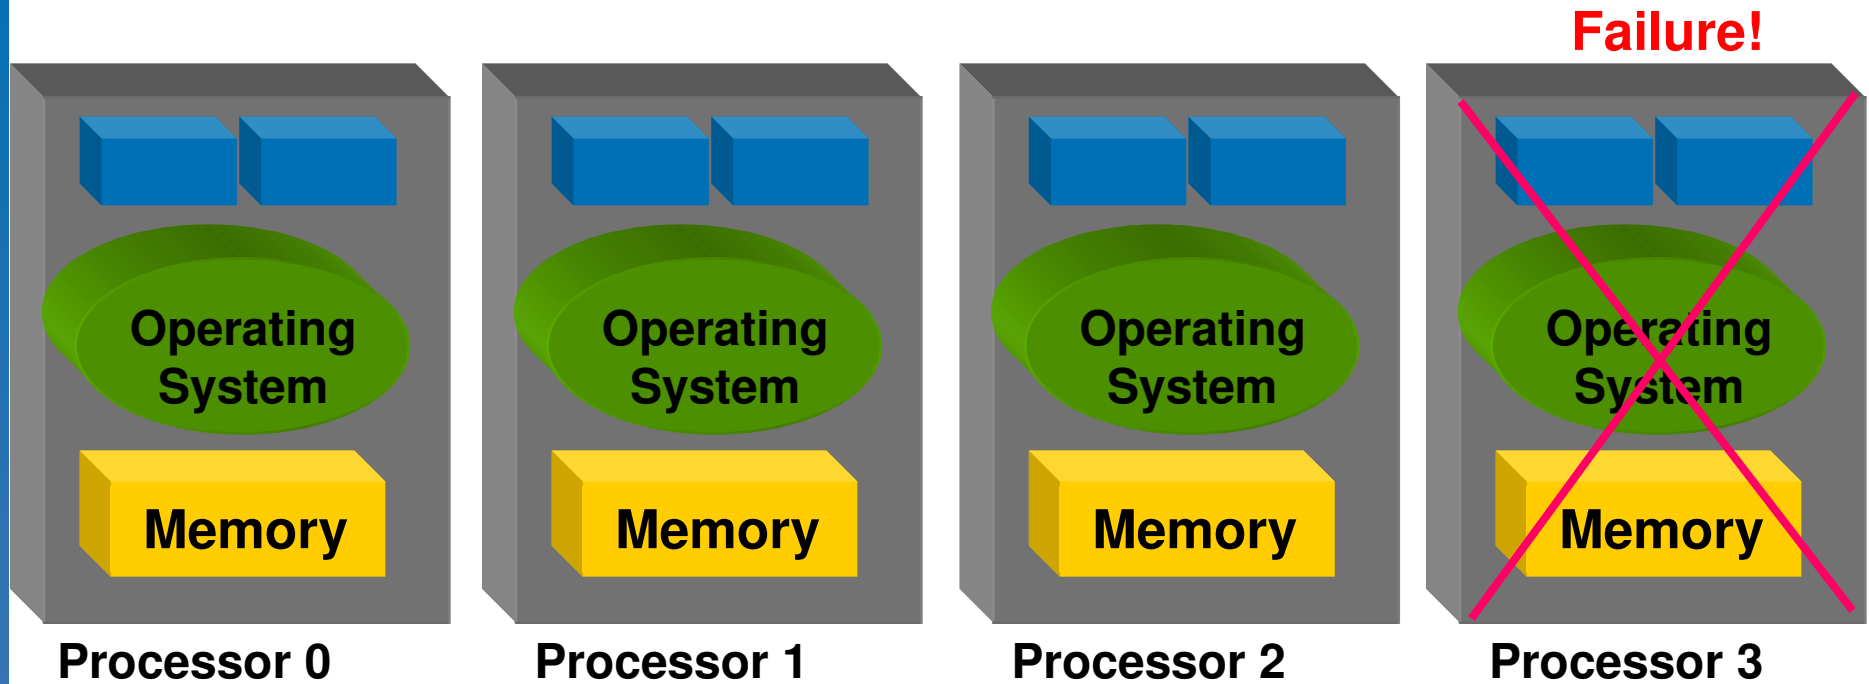 Failure!
Operating
System
Memory
Processor 0
Operating
System
Memory
Processor 1
Operating
System
Memory
Processor 2
Operating
System
Memory
Processor 3